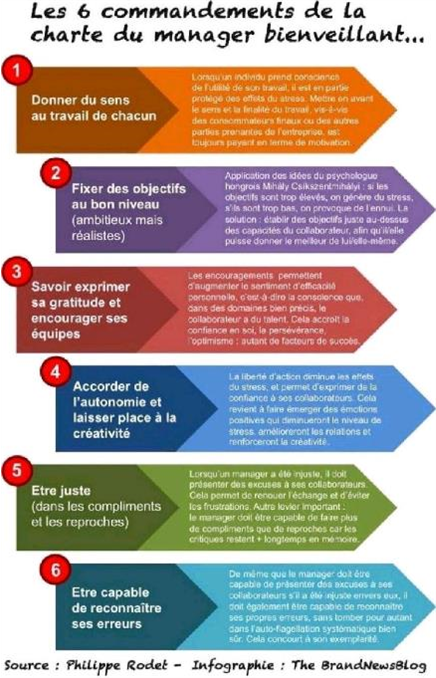 Les 6 commandements de la
charte du manager bienveillant...
1
Donner du sens
au travail de chacun
Lorsqu'un individu prend conscience
de l'utilité de son travail, il est en partie
protégé des effets du stress. Mettre en avant
le sens et la finalité du travail, vis-à-vis
des consommateurs finaux ou des autres
parties prenantes de l'entreprise, est
toujours payant en terme de motivation.
2
Fixer des objectifs
au bon niveau
(ambitieux mais
réalistes)
Application des idées du psychologue
hongrois Mihály Csikszentmihályi : si les
objectifs sont trop élevés, on génère du stress,
s'ils sont trop bas, on provoque de l'ennui. La
solution : établir des objectifs juste au-dessus
des capacités du collaborateur, afin qu'il/elle
puisse donner le meilleur de lui/elle-même.
3
Savoir exprimer
sa gratitude et
encourager ses
équipes
Les encouragements permettent
d'augmenter le sentiment d'efficacité
personnelle, c'est-à-dire la conscience que,
dans des domaines bien précis, le
collaborateur a du talent. Cela accroît la
confiance en soi, la persévérance,
l'optimisme : autant de facteurs de succès.
4
Accorder de
l'autonomie et
laisser place à la
créativité
La liberté d'action diminue les effets
du stress, et permet d'exprimer de la
confiance à ses collaborateurs. Cela
revient à faire émerger des émotions
positives qui diminueront le niveau de
stress, amélioreront les relations et
renforceront la créativité.
5
Etre juste
(dans les compliments
et les reproches)
Lorsqu'un manager a été injuste, il doit
présenter des excuses à ses collaborateurs.
Cela permet de renouer l'échange et d'éviter
les frustrations. Autre levier important :
le manager doit être capable de faire plus
de compliments que de reproches car les
critiques restent + longtemps en mémoire.
6
Etre capable
de reconnaître
ses erreurs
De même que le manager doit être
capable de présenter des excuses à ses
collaborateurs s'il a été injuste envers eux, il
doit également être capable de reconnaître
ses propres erreurs, sans tomber pour autant
dans l'auto-flagellation systématique bien
sûr. Cela concourt à son exemplarité.
Source : Philippe Rodet - Infographie : The BrandNewsBlog